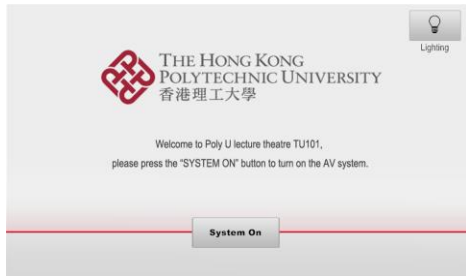 Lighting
THE HONG KONG
POLYTECHNIC UNIVERSITY
香港理工大學
Welcome to Poly U lecture theatre TU101,
please press the "SYSTEM ON" button to turn on the AV system.
System On